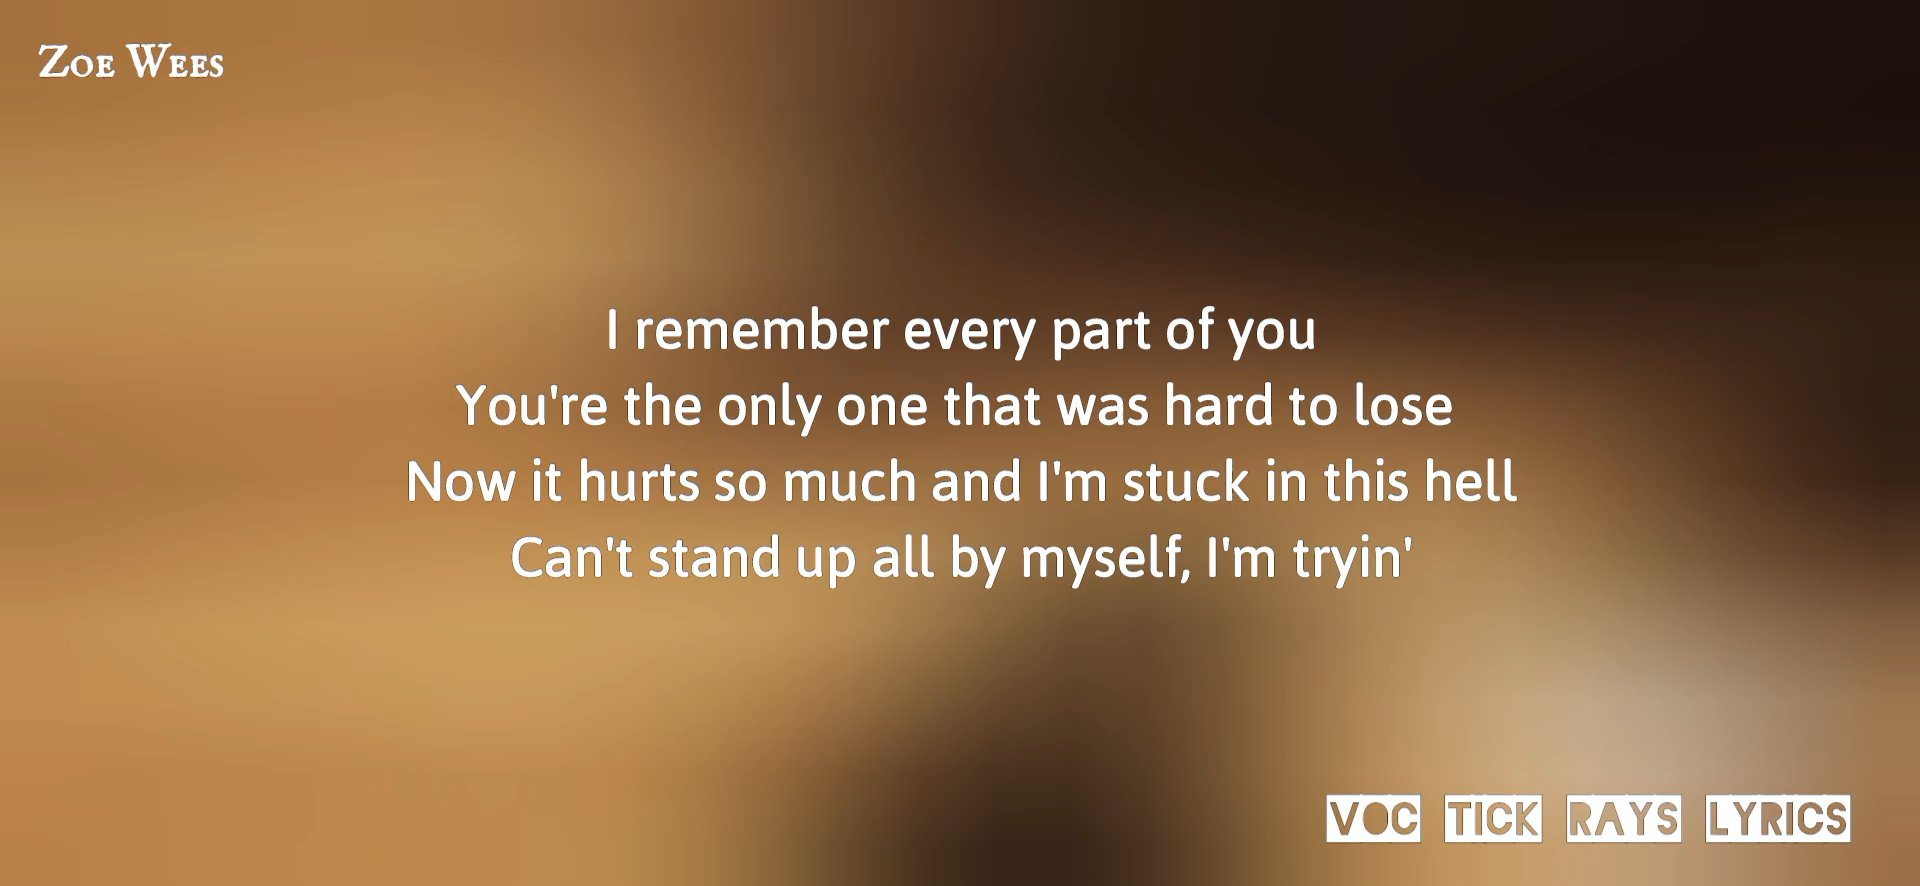 Zoe Wees
I remember every part of you
You're the only one that was hard to lose
Now it hurts so much and I'm stuck in this hell
Can't stand up all by myself, I'm tryin'
VOC TICK RAYS LYRICS